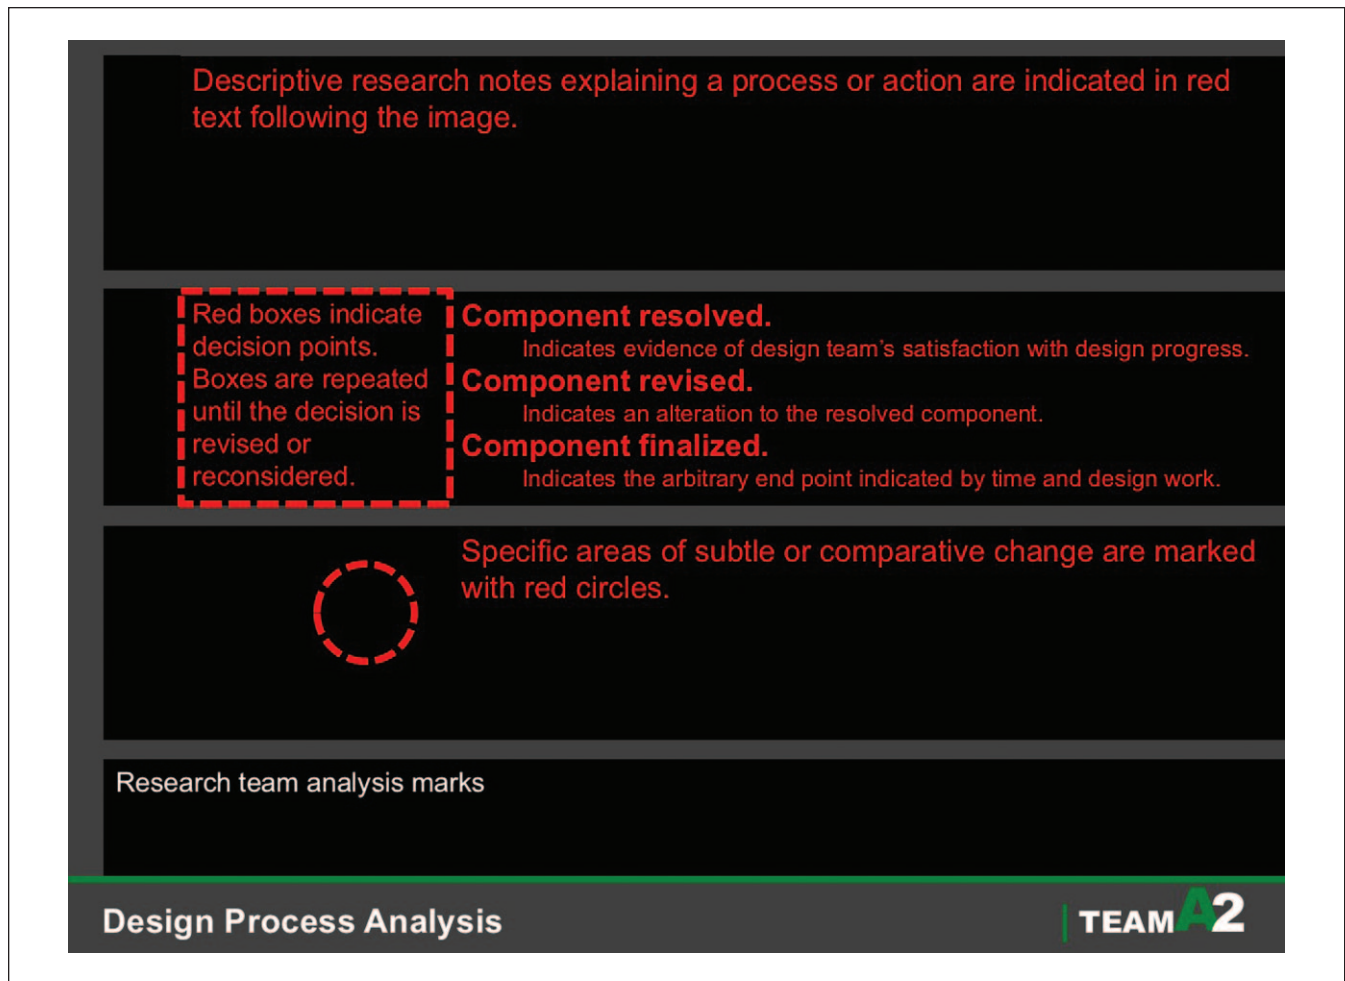 Descriptive research notes explaining a process or action are indicated in red
text following the image.
Red boxes indicate
decision points.
Boxes are repeated
until the decision is
revised or
reconsidered.
Component resolved.
Indicates evidence of design team's satisfaction with design progress.
Component revised.
Indicates an alteration to the resolved component.
Component finalized.
Indicates the arbitrary end point indicated by time and design work.
Specific areas of subtle or comparative change are marked
with red circles.
Research team analysis marks
Design Process Analysis
TEAMA2